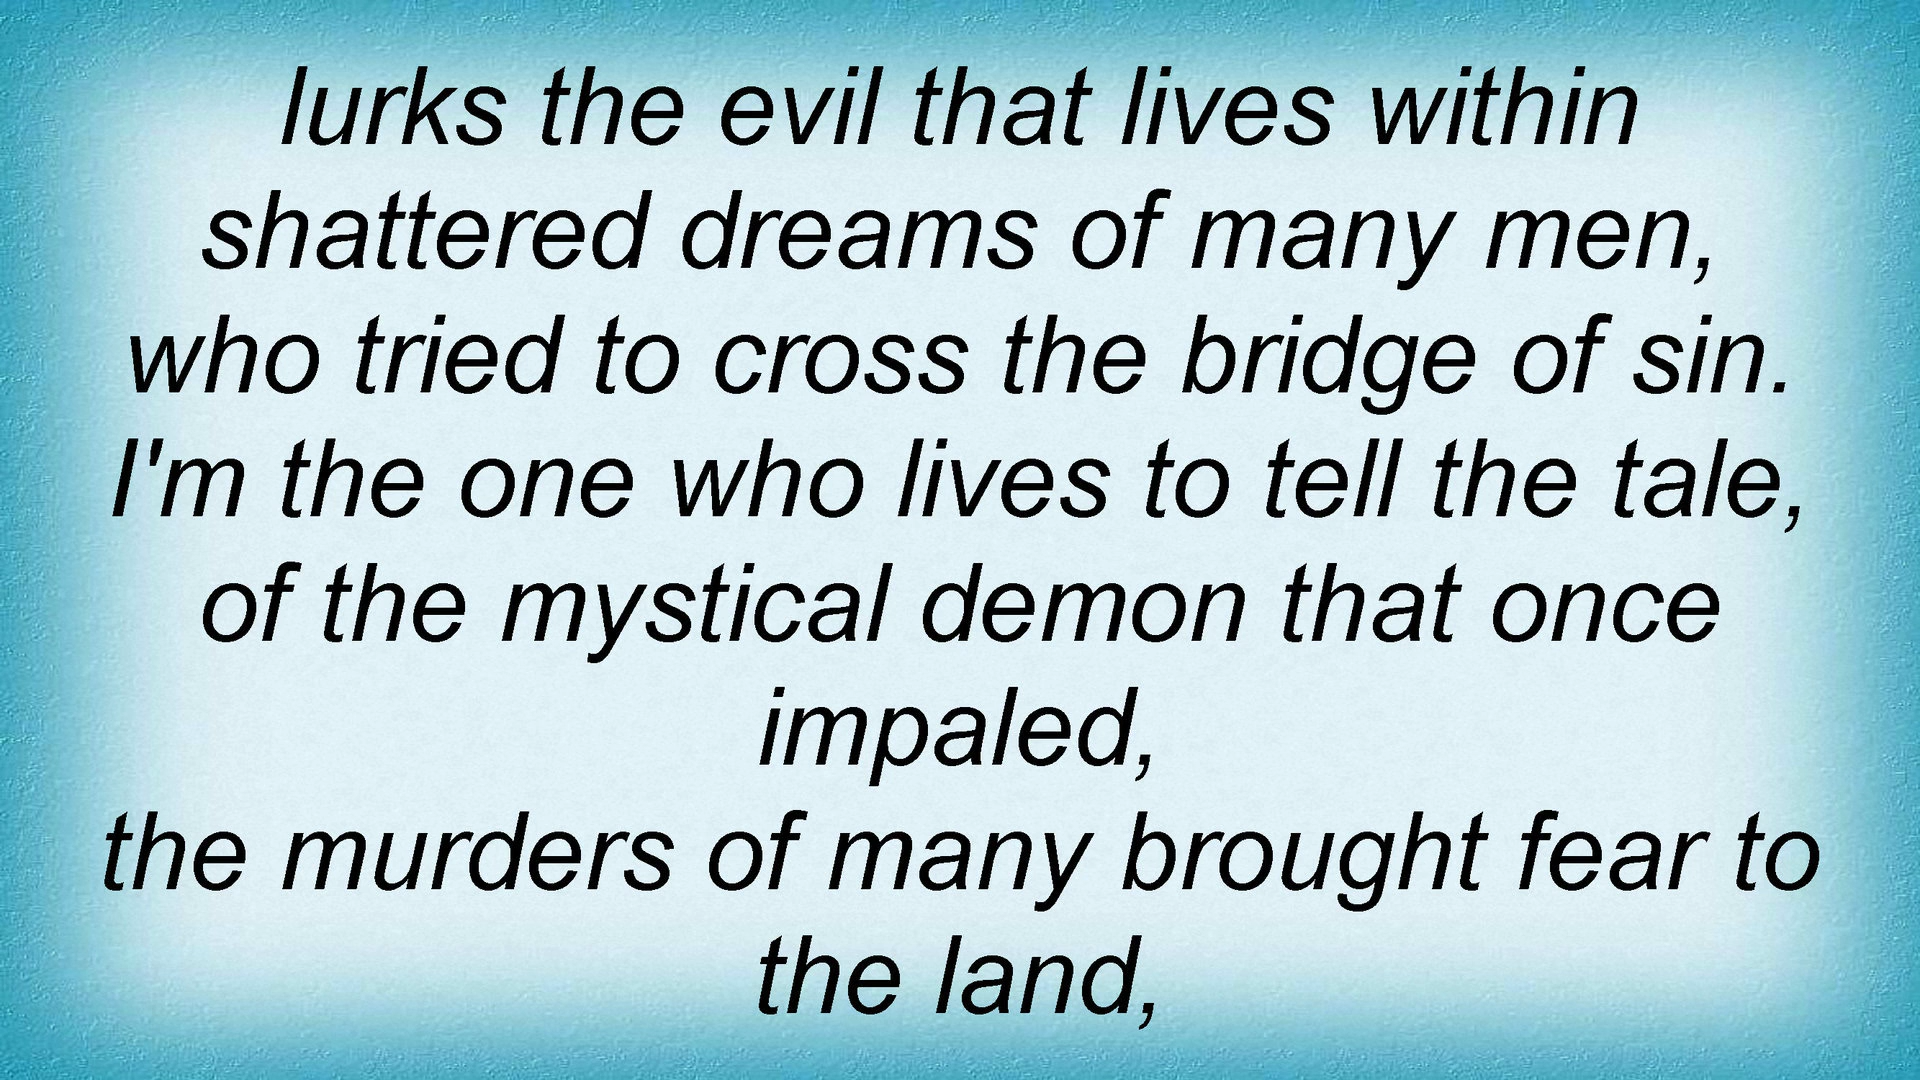 lurks the evil that lives within
shattered dreams of many men,
who tried to cross the bridge of sin.
I'm the one who lives to tell the tale,
of the mystical demon that once
impaled,
the murders of many brought fear to
the land,